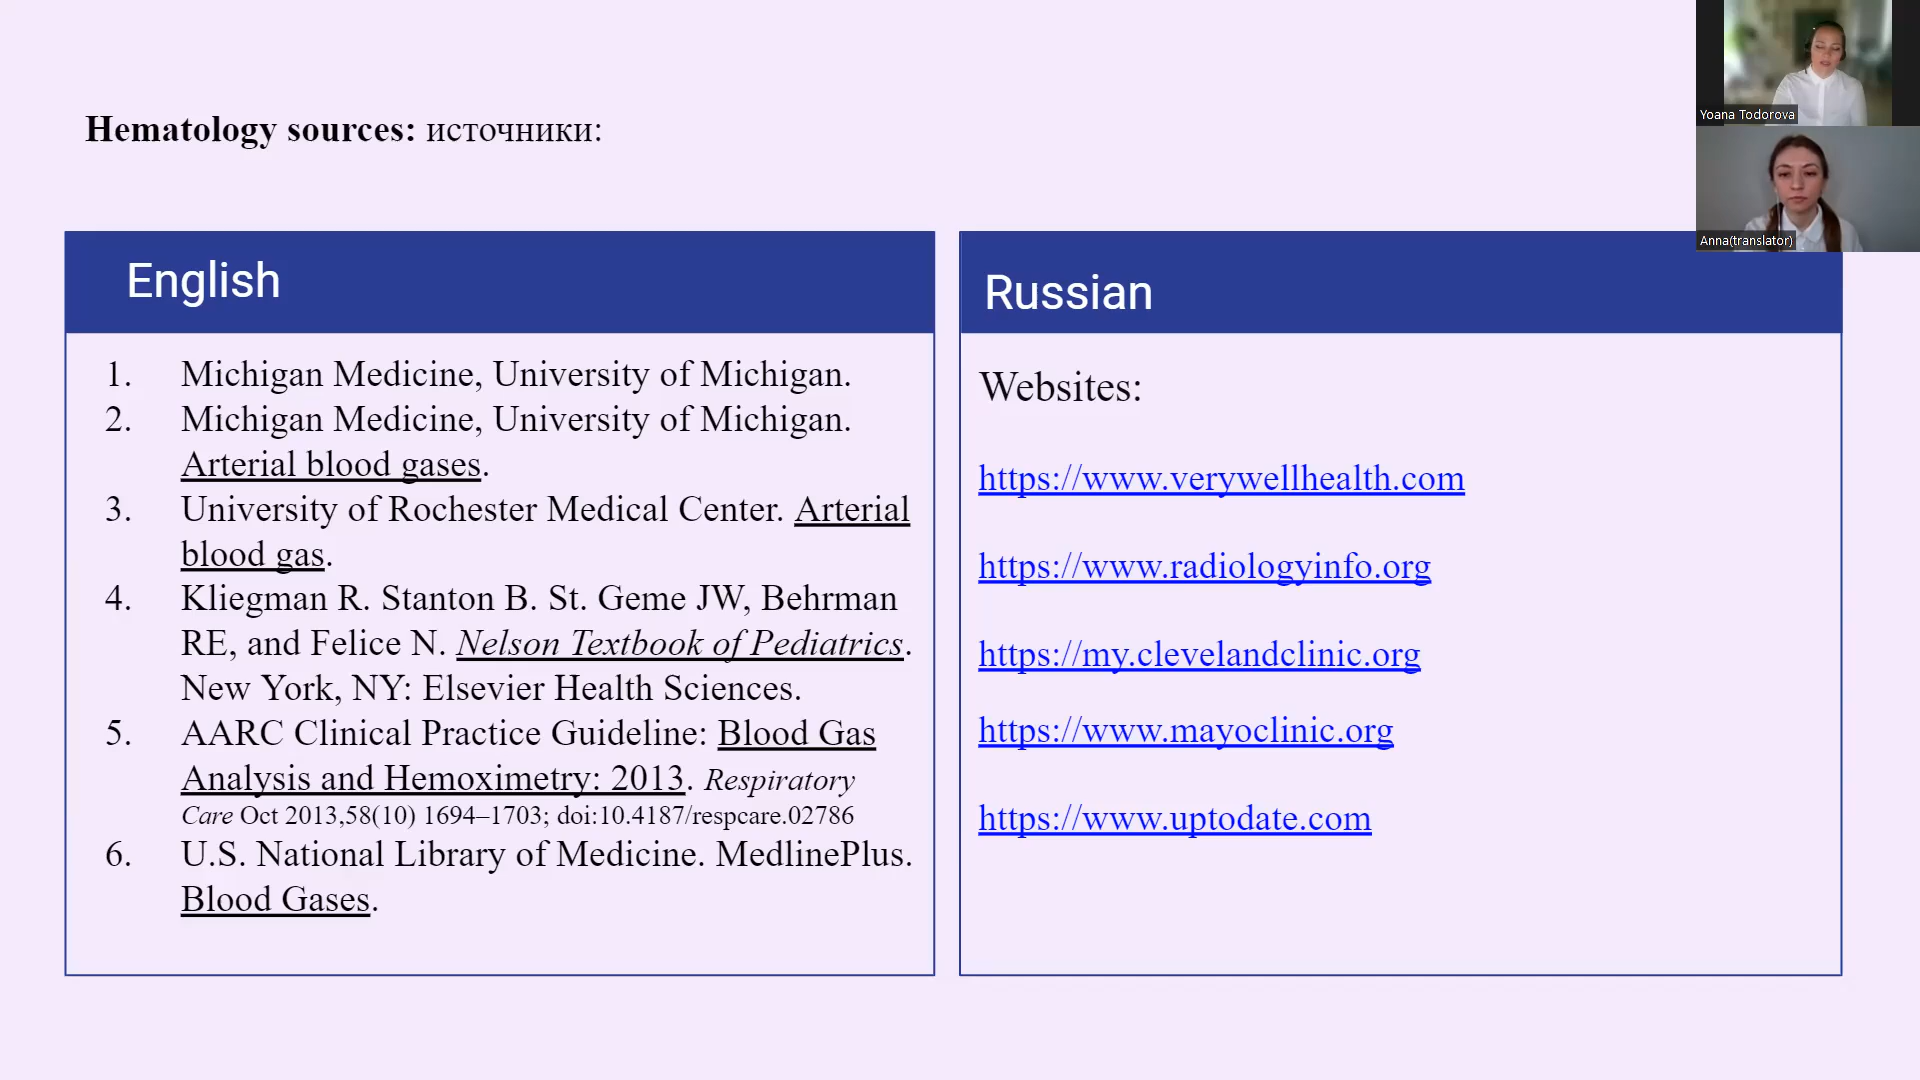 Hematology sources: источники:
English
1. Michigan Medicine, University of Michigan.
2. Michigan Medicine, University of Michigan.
Arterial blood gases.
3. University of Rochester Medical Center. Arterial
blood gas.
4. Kliegman R. Stanton B. St. Geme JW, Behrman
RE, and Felice N. Nelson Textbook of Pediatrics.
New York, NY: Elsevier Health Sciences.
5. AARC Clinical Practice Guideline: Blood Gas
Analysis and Hemoximetry: 2013. Respiratory
Care Oct 2013,58(10) 1694–1703; doi:10.4187/respcare.02786
6. U.S. National Library of Medicine. MedlinePlus.
Blood Gases.
Russian
Websites:
https://www.verywellhealth.com
https://www.radiologyinfo.org
https://my.clevelandclinic.org
https://www.mayoclinic.org
https://www.uptodate.com
Yoana Todorova
Anna(translator)